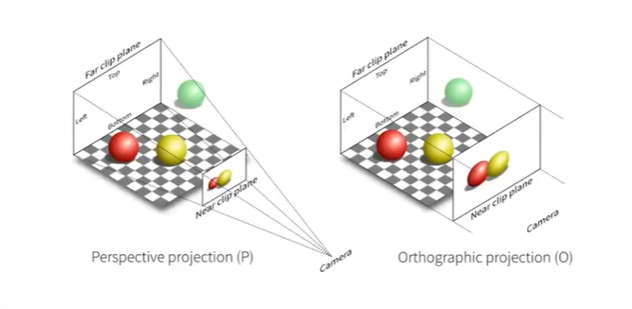 Far clip plane
Top
Right
Left
Bottom
Near clip plane
Camera
Perspective projection (P)
Far clip plane
Top
Right
Left
Bottom
Near clip plane
Camera
Orthographic projection (O)